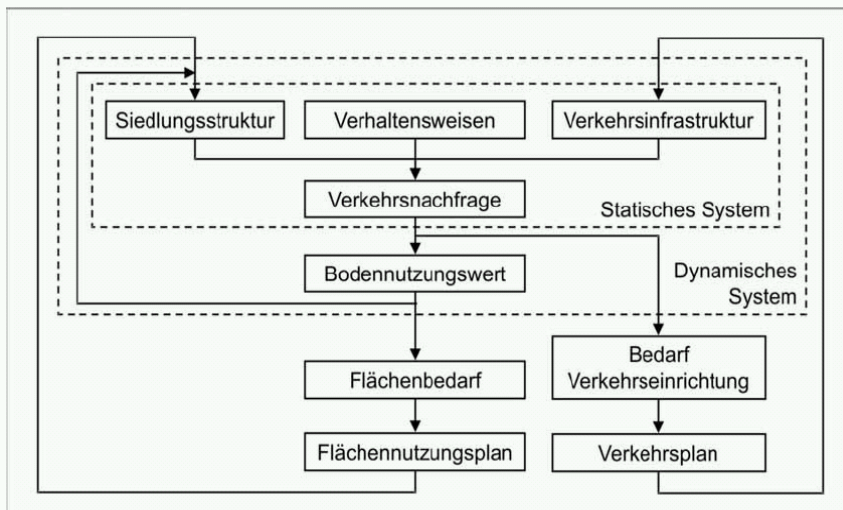 Siedlungsstruktur
Verhaltensweisen
Verkehrsinfrastruktur
Verkehrsnachfrage
Statisches System
Bodennutzungswert
Dynamisches
System
Flächenbedarf
Bedarf
Verkehrseinrichtung
Flächennutzungsplan
Verkehrsplan